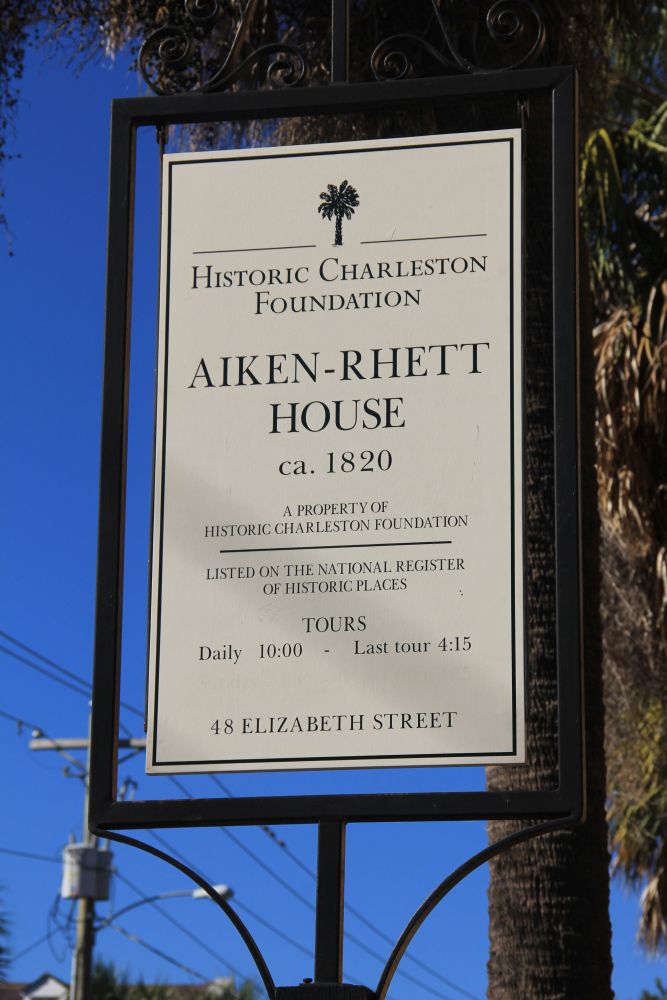 HISTORIC CHARLESTON
FOUNDATION
AIKEN-RHETT
HOUSE
ca. 1820
A PROPERTY OF
HISTORIC CHARLESTON FOUNDATION
LISTED ON THE NATIONAL REGISTER
OF HISTORIC PLACES
TOURS
Daily 10:00 - Last tour 4:15
48 ELIZABETH STREET